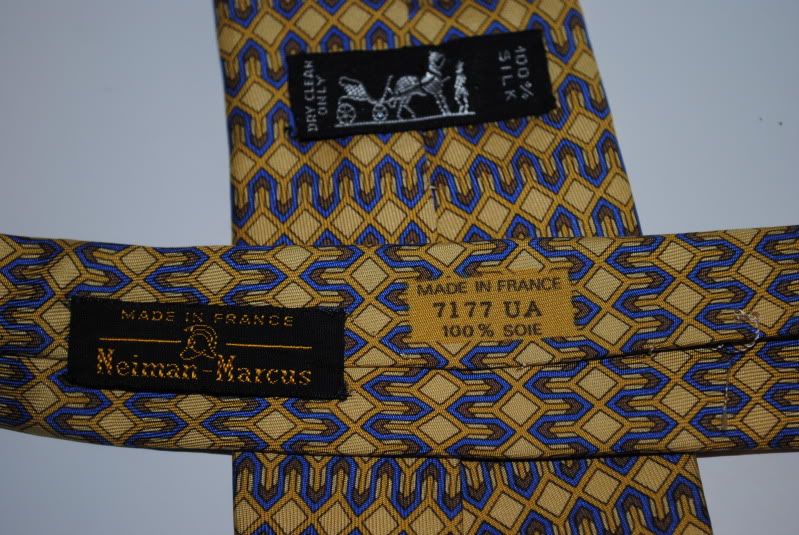 DRY CLEAN
ONLY
100%
SILK
MADE IN FRANCE
Neiman-Marcus
MADE IN FRANCE
7177 UA
100 % SOIE